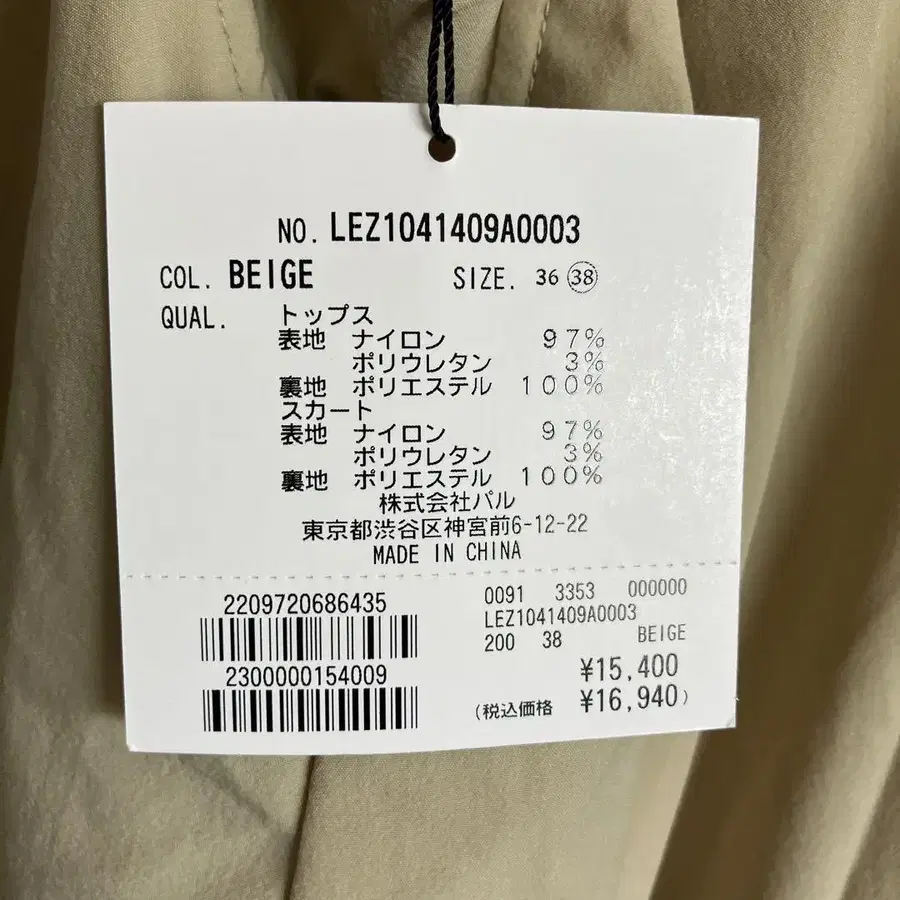 NO. LEZ1041409A0003
COL. BEIGE SIZE. 36 38
QUAL. トップス
表地 ナイロン 97%
ポリウレタン 3%
裏地 ポリエステル 100%
スカート
表地 ナイロン 97%
ポリウレタン 3%
裏地 ポリエステル 100%
株式会社パル
東京都渋谷区神宮前6-12-22
MADE IN CHINA
2209720686435
2300000154009
0091 3353 000000
LEZ1041409A0003
200 38 BEIGE
¥15,400
(税込価格 ¥16,940)